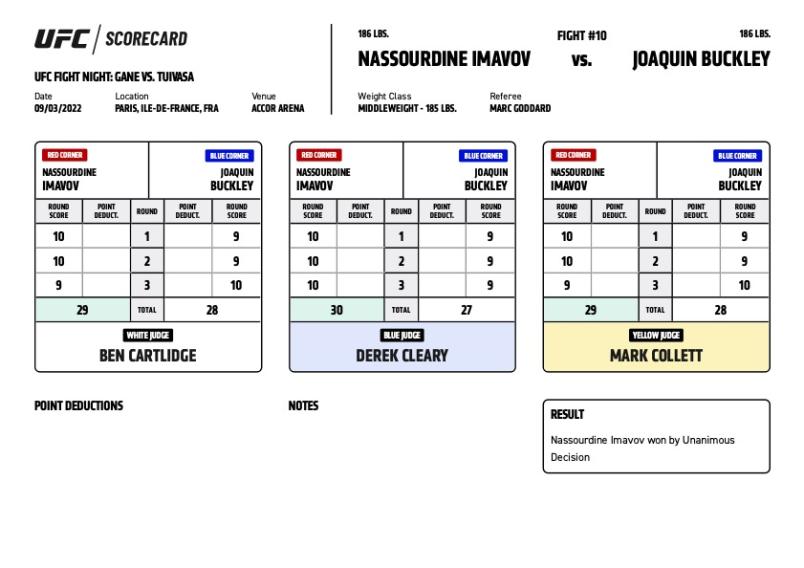 UFC / SCORECARD
UFC FIGHT NIGHT: GANE VS. TUIVASA
Date Location Venue
09/03/2022 PARIS, ILE-DE-FRANCE, FRA ACCOR ARENA
186 LBS. FIGHT #10 186 LBS.
NASSOURDINE IMAVOV vs. JOAQUIN BUCKLEY
Weight Class Referee
MIDDLEWEIGHT - 185 LBS. MARC GODDARD
RED CORNER BLUE CORNER
NASSOURDINE JOAQUIN
IMAVOV BUCKLEY
ROUND SCORE POINT DEDUCT. ROUND POINT DEDUCT. ROUND SCORE
10 1 9
10 2 9
9 3 10
29 TOTAL 28
WHITE JUDGE
BEN CARTLIDGE
RED CORNER BLUE CORNER
NASSOURDINE JOAQUIN
IMAVOV BUCKLEY
ROUND SCORE POINT DEDUCT. ROUND POINT DEDUCT. ROUND SCORE
10 1 9
10 2 9
10 3 9
30 TOTAL 27
BLUE JUDGE
DEREK CLEARY
RED CORNER BLUE CORNER
NASSOURDINE JOAQUIN
IMAVOV BUCKLEY
ROUND SCORE POINT DEDUCT. ROUND POINT DEDUCT. ROUND SCORE
10 1 9
10 2 9
9 3 10
29 TOTAL 28
YELLOW JUDGE
MARK COLLETT
POINT DEDUCTIONS
NOTES
RESULT
Nassourdine Imavov won by Unanimous
Decision